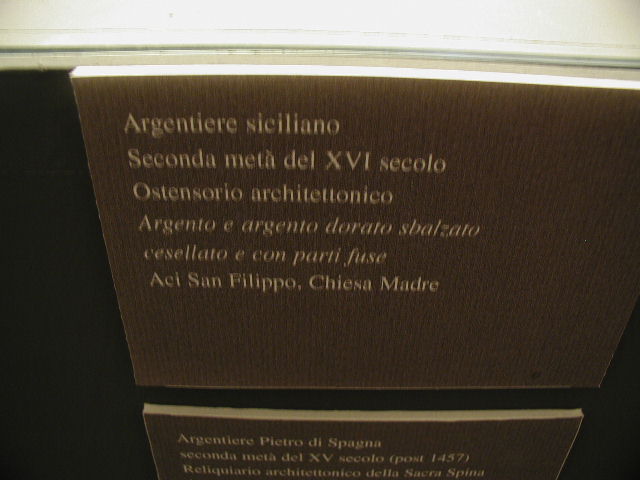 Argentiere siciliano
Seconda metà del XVI secolo
Ostensorio architettonico
Argento e argento dorato sbalzato
cesellato e con parti fuse
Aci San Filippo, Chiesa Madre
Argentiere Pietro di Spagna
seconda metà del XV secolo (post 1457)
Reliquiario architettonico della Sacra Spina